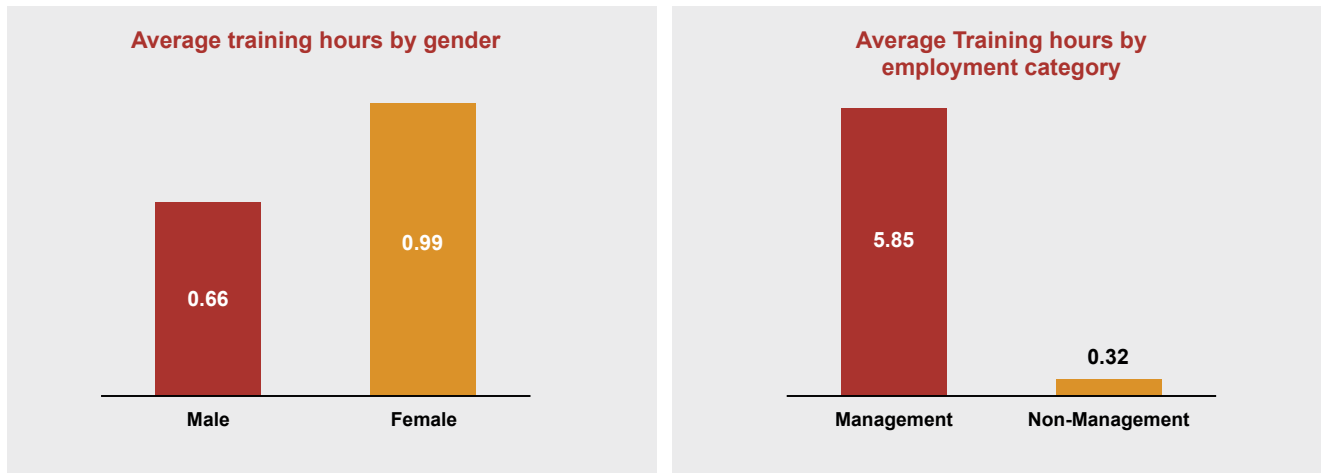 Average training hours by gender
0.66
0.99
Male
Female
Average Training hours by
employment category
5.85
0.32
Management
Non-Management